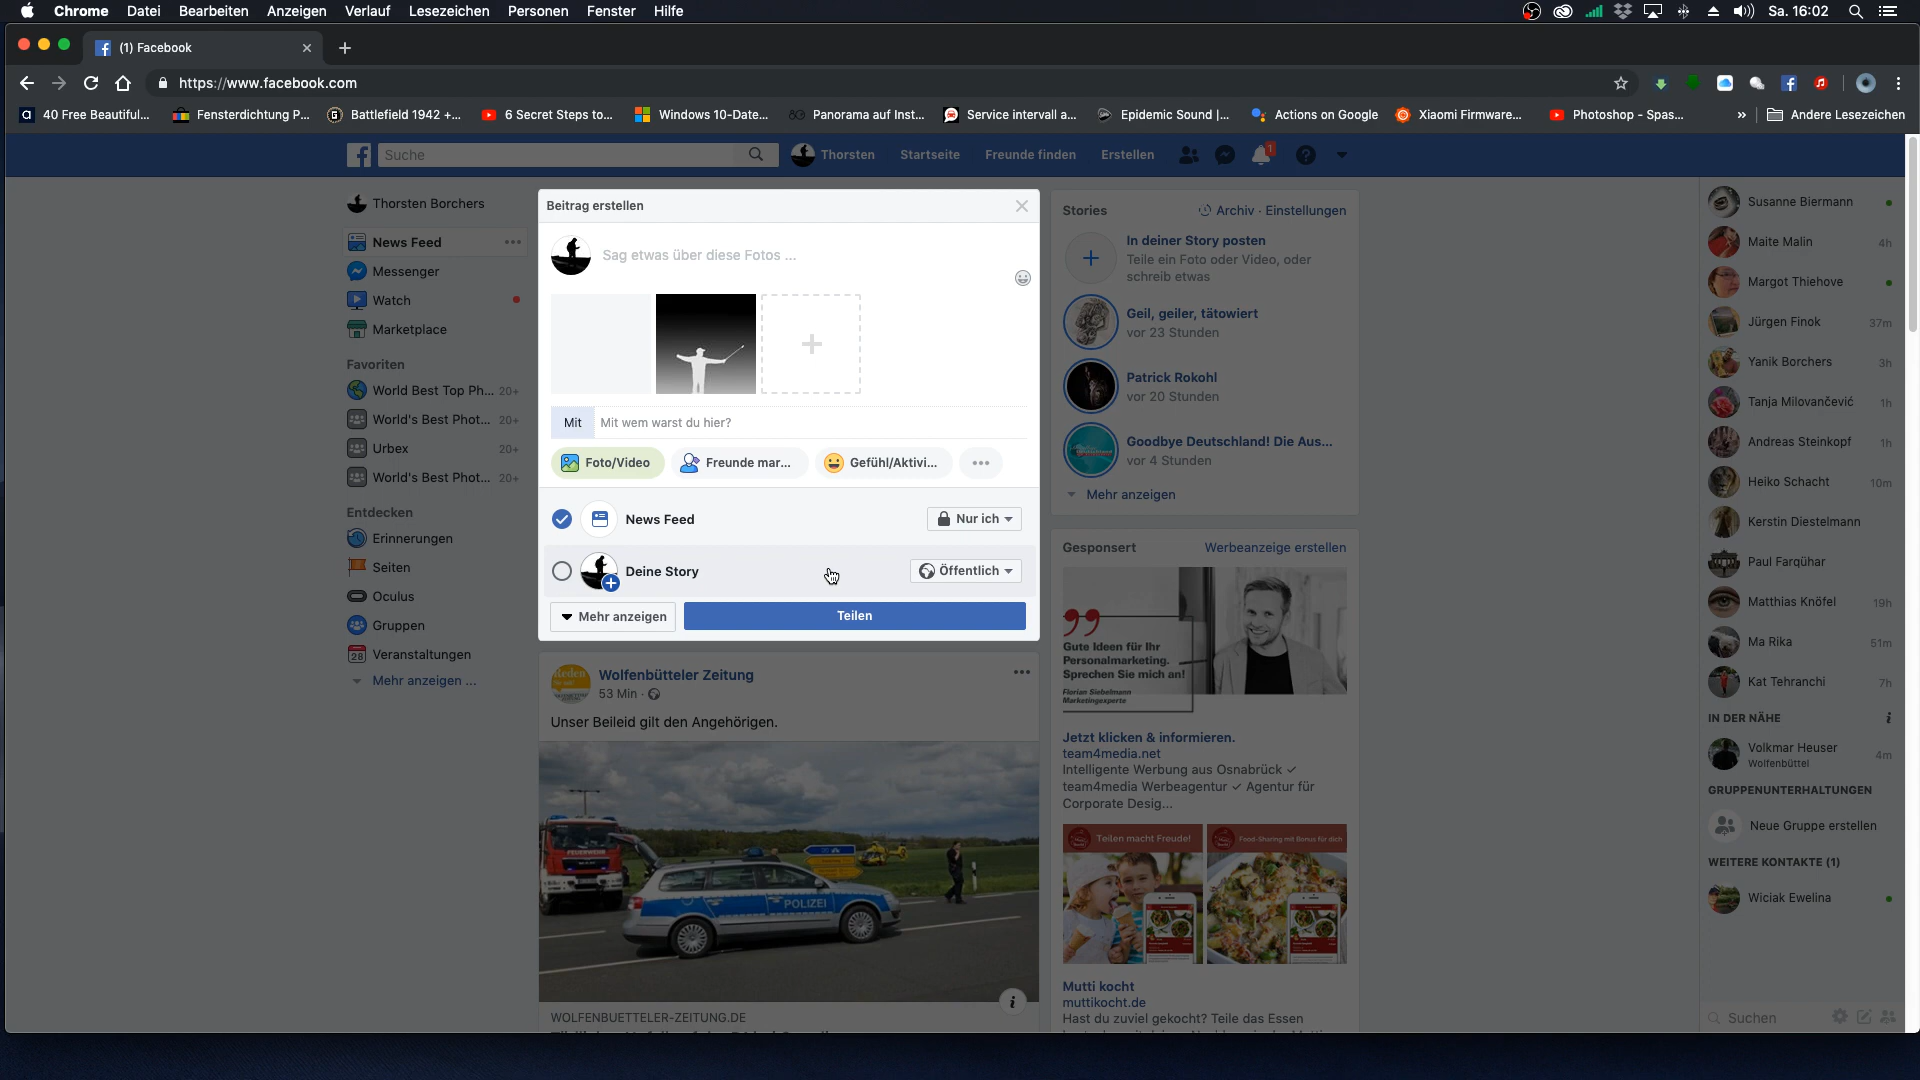 Chrome Datei Bearbeiten Anzeigen Verlauf Lesezeichen Personen Fenster Hilfe
Sa. 16:02
(1) Facebook
https://www.facebook.com
40 Free Beautiful...
Fensterdichtung P...
Battlefield 1942 +...
6 Secret Steps to...
Windows 10-Date...
Panorama auf Inst...
Service intervall a...
Epidemic Sound |...
Actions on Google
Xiaomi Firmware...
Photoshop - Spas...
»
Andere Lesezeichen
Suche
Thorsten
Startseite
Freunde finden
Erstellen
1
Thorsten Borchers
News Feed
Messenger
Watch
Marketplace
Favoriten
World Best Top Ph... 20+
World's Best Phot... 20+
Urbex 20+
World's Best Phot... 20+
Entdecken
Erinnerungen
Seiten
Oculus
Gruppen
28 Veranstaltungen
Mehr anzeigen ...
Beitrag erstellen
Sag etwas über diese Fotos ...
Mit Mit wem warst du hier?
Foto/Video
Freunde mar...
Gefühl/Aktivi...
News Feed
Nur ich
Deine Story
Öffentlich
Mehr anzeigen
Teilen
Wolfenbütteler Zeitung
53 Min ·
Unser Beileid gilt den Angehörigen.
POLIZEI
WOLFENBUETTELER-ZEITUNG.DE
Stories
Archiv · Einstellungen
In deiner Story posten
Teile ein Foto oder Video, oder
schreib etwas
Geil, geiler, tätowiert
vor 23 Stunden
Patrick Rokohl
vor 20 Stunden
Goodbye Deutschland! Die Aus...
vor 4 Stunden
Mehr anzeigen
Gesponsert
Werbeanzeige erstellen
Gute Ideen für Ihr
Personalmarketing.
Sprechen Sie mich an!
Florian Siebelmann
Marketingexperte
Jetzt klicken & informieren.
team4media.net
Intelligente Werbung aus Osnabrück ✓
team4media Werbeagentur ✓ Agentur für
Corporate Desig...
Teilen macht Freude!
Food-Sharing mit Bonus für dich
Mutti kocht
muttikocht.de
Hast du zuviel gekocht? Teile das Essen
Susanne Biermann
Maite Malin 4h
Margot Thiehove
Jürgen Finok 37m
Yanik Borchers 3h
Tanja Milovančević 1h
Andreas Steinkopf 1h
Heiko Schacht 10m
Kerstin Diestelmann
Paul Farqühar
Matthias Knöfel 19h
Ma Rika 51m
Kat Tehranchi 7h
IN DER NÄHE
Volkmar Heuser 4m
Wolfenbüttel
GRUPPENUNTERHALTUNGEN
Neue Gruppe erstellen
WEITERE KONTAKTE (1)
Wiciak Ewelina
Suchen